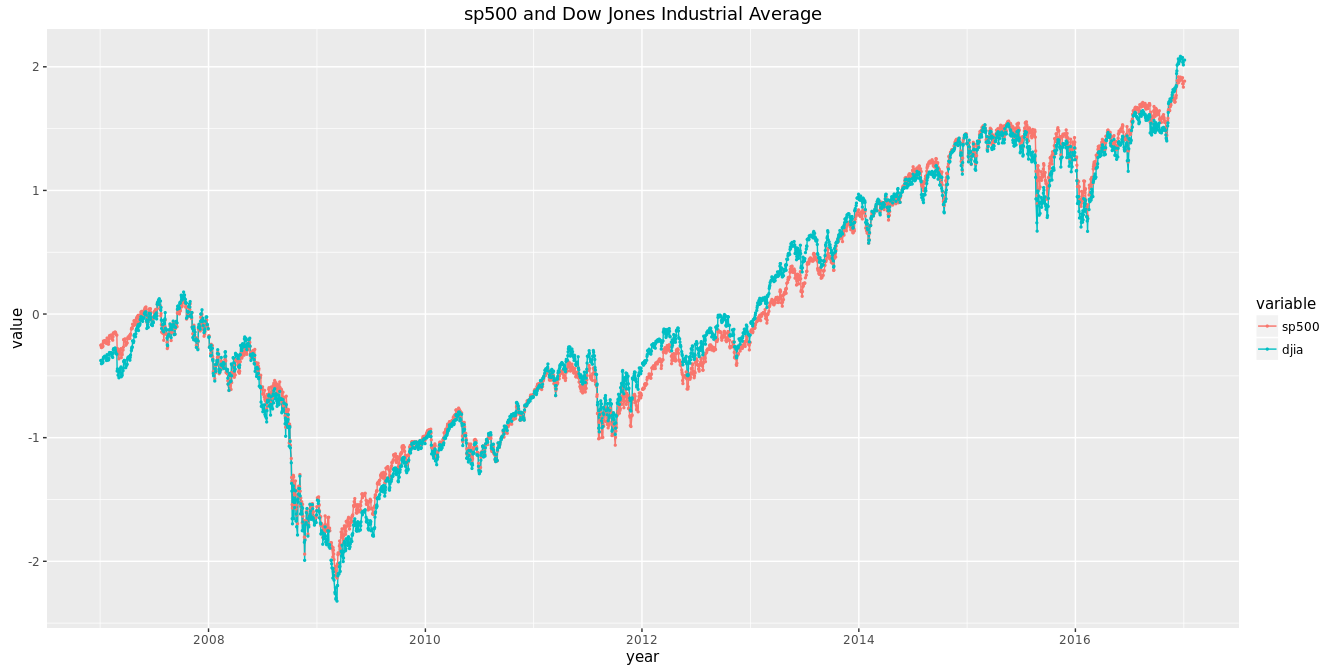 sp500 and Dow Jones Industrial Average
value
2
1
0
-1
-2
2008
2010
2012
2014
2016
year
variable
sp500
djia